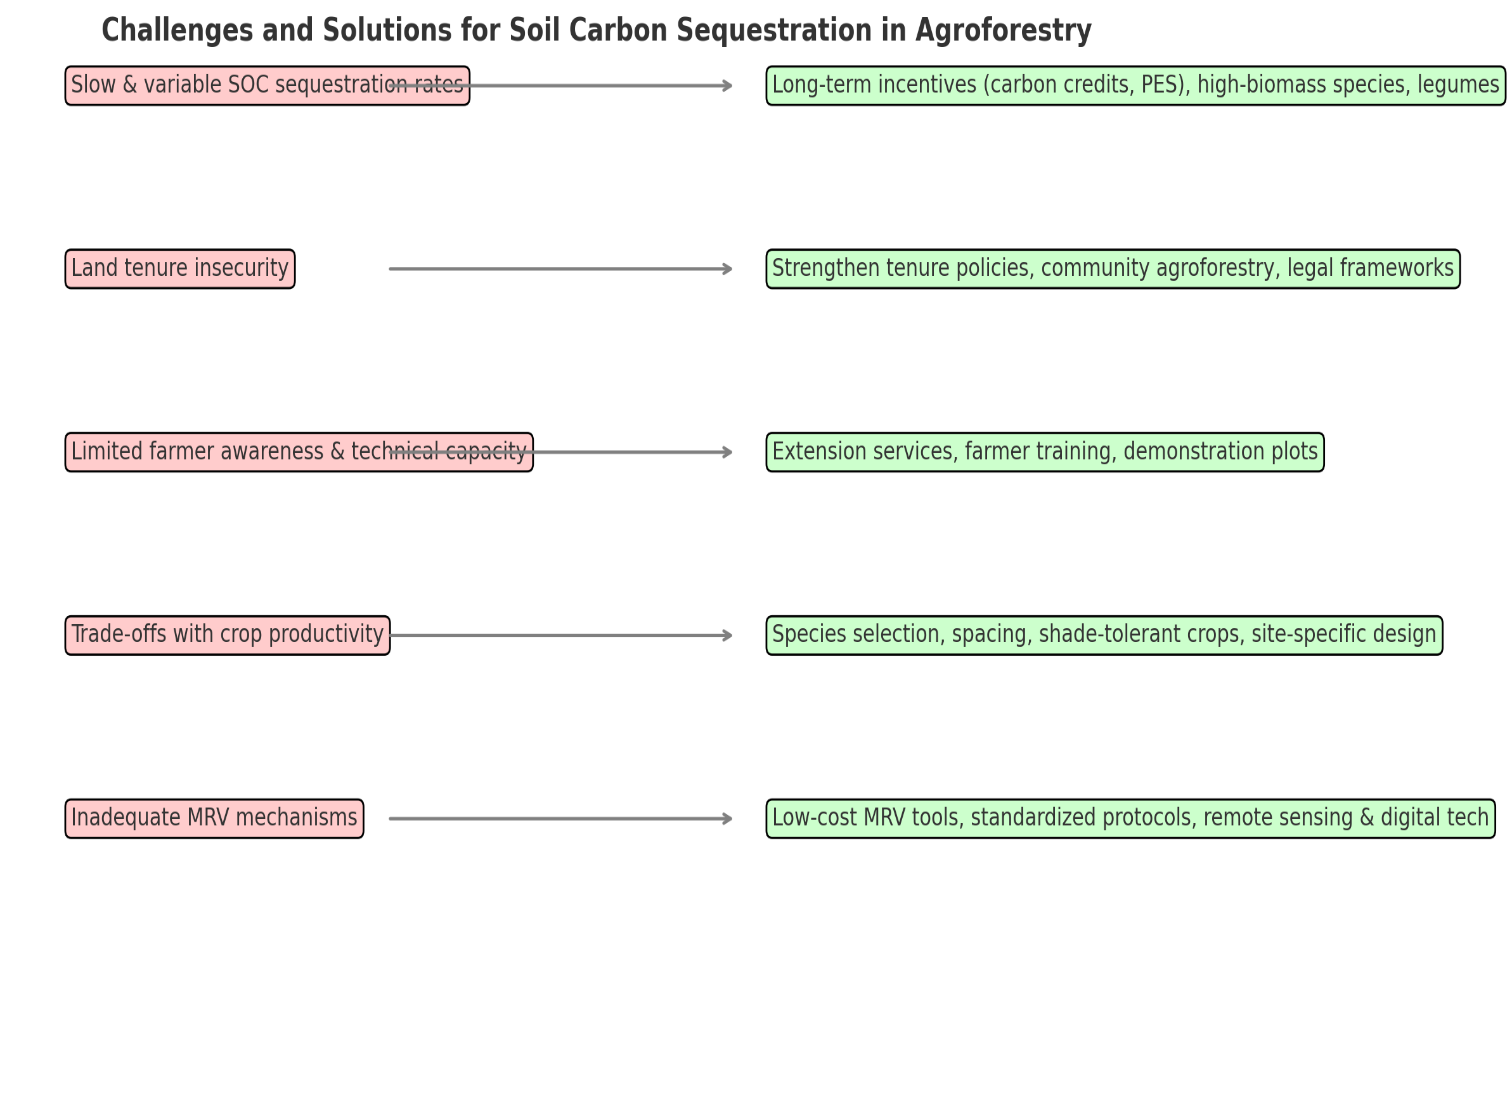 Challenges and Solutions for Soil Carbon Sequestration in Agroforestry
Slow & variable SOC sequestration rates
Long-term incentives (carbon credits, PES), high-biomass species, legumes
Land tenure insecurity
Strengthen tenure policies, community agroforestry, legal frameworks
Limited farmer awareness & technical capacity
Extension services, farmer training, demonstration plots
Trade-offs with crop productivity
Species selection, spacing, shade-tolerant crops, site-specific design
Inadequate MRV mechanisms
Low-cost MRV tools, standardized protocols, remote sensing & digital tech